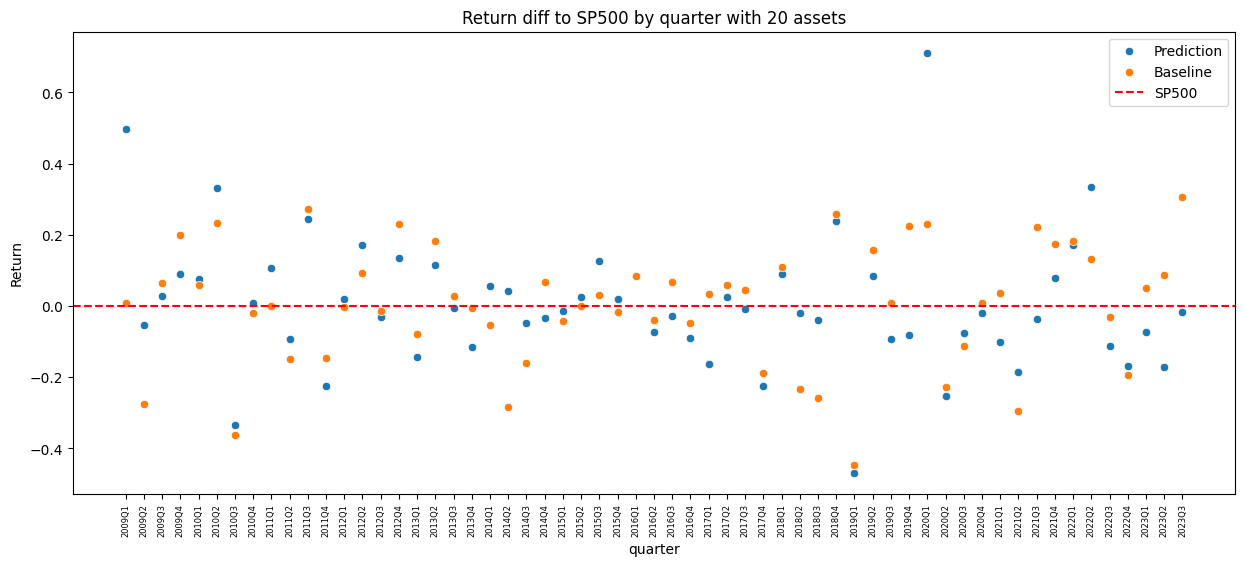 Return diff to SP500 by quarter with 20 assets
Prediction
Baseline
SP500
Return
0.6
0.4
0.2
0.0
−0.2
−0.4
2009Q1 2009Q2 2009Q3 2009Q4 2010Q1 2010Q2 2010Q3 2010Q4 2011Q1 2011Q2 2011Q3 2011Q4 2012Q1 2012Q2 2012Q3 2012Q4 2013Q1 2013Q2 2013Q3 2013Q4 2014Q1 2014Q2 2014Q3 2014Q4 2015Q1 2015Q2 2015Q3 2015Q4 2016Q1 2016Q2 2016Q3 2016Q4 2017Q1 2017Q2 2017Q3 2017Q4 2018Q1 2018Q2 2018Q3 2018Q4 2019Q1 2019Q2 2019Q3 2019Q4 2020Q1 2020Q2 2020Q3 2020Q4 2021Q1 2021Q2 2021Q3 2021Q4 2022Q1 2022Q2 2022Q3 2022Q4 2023Q1 2023Q2 2023Q3
quarter